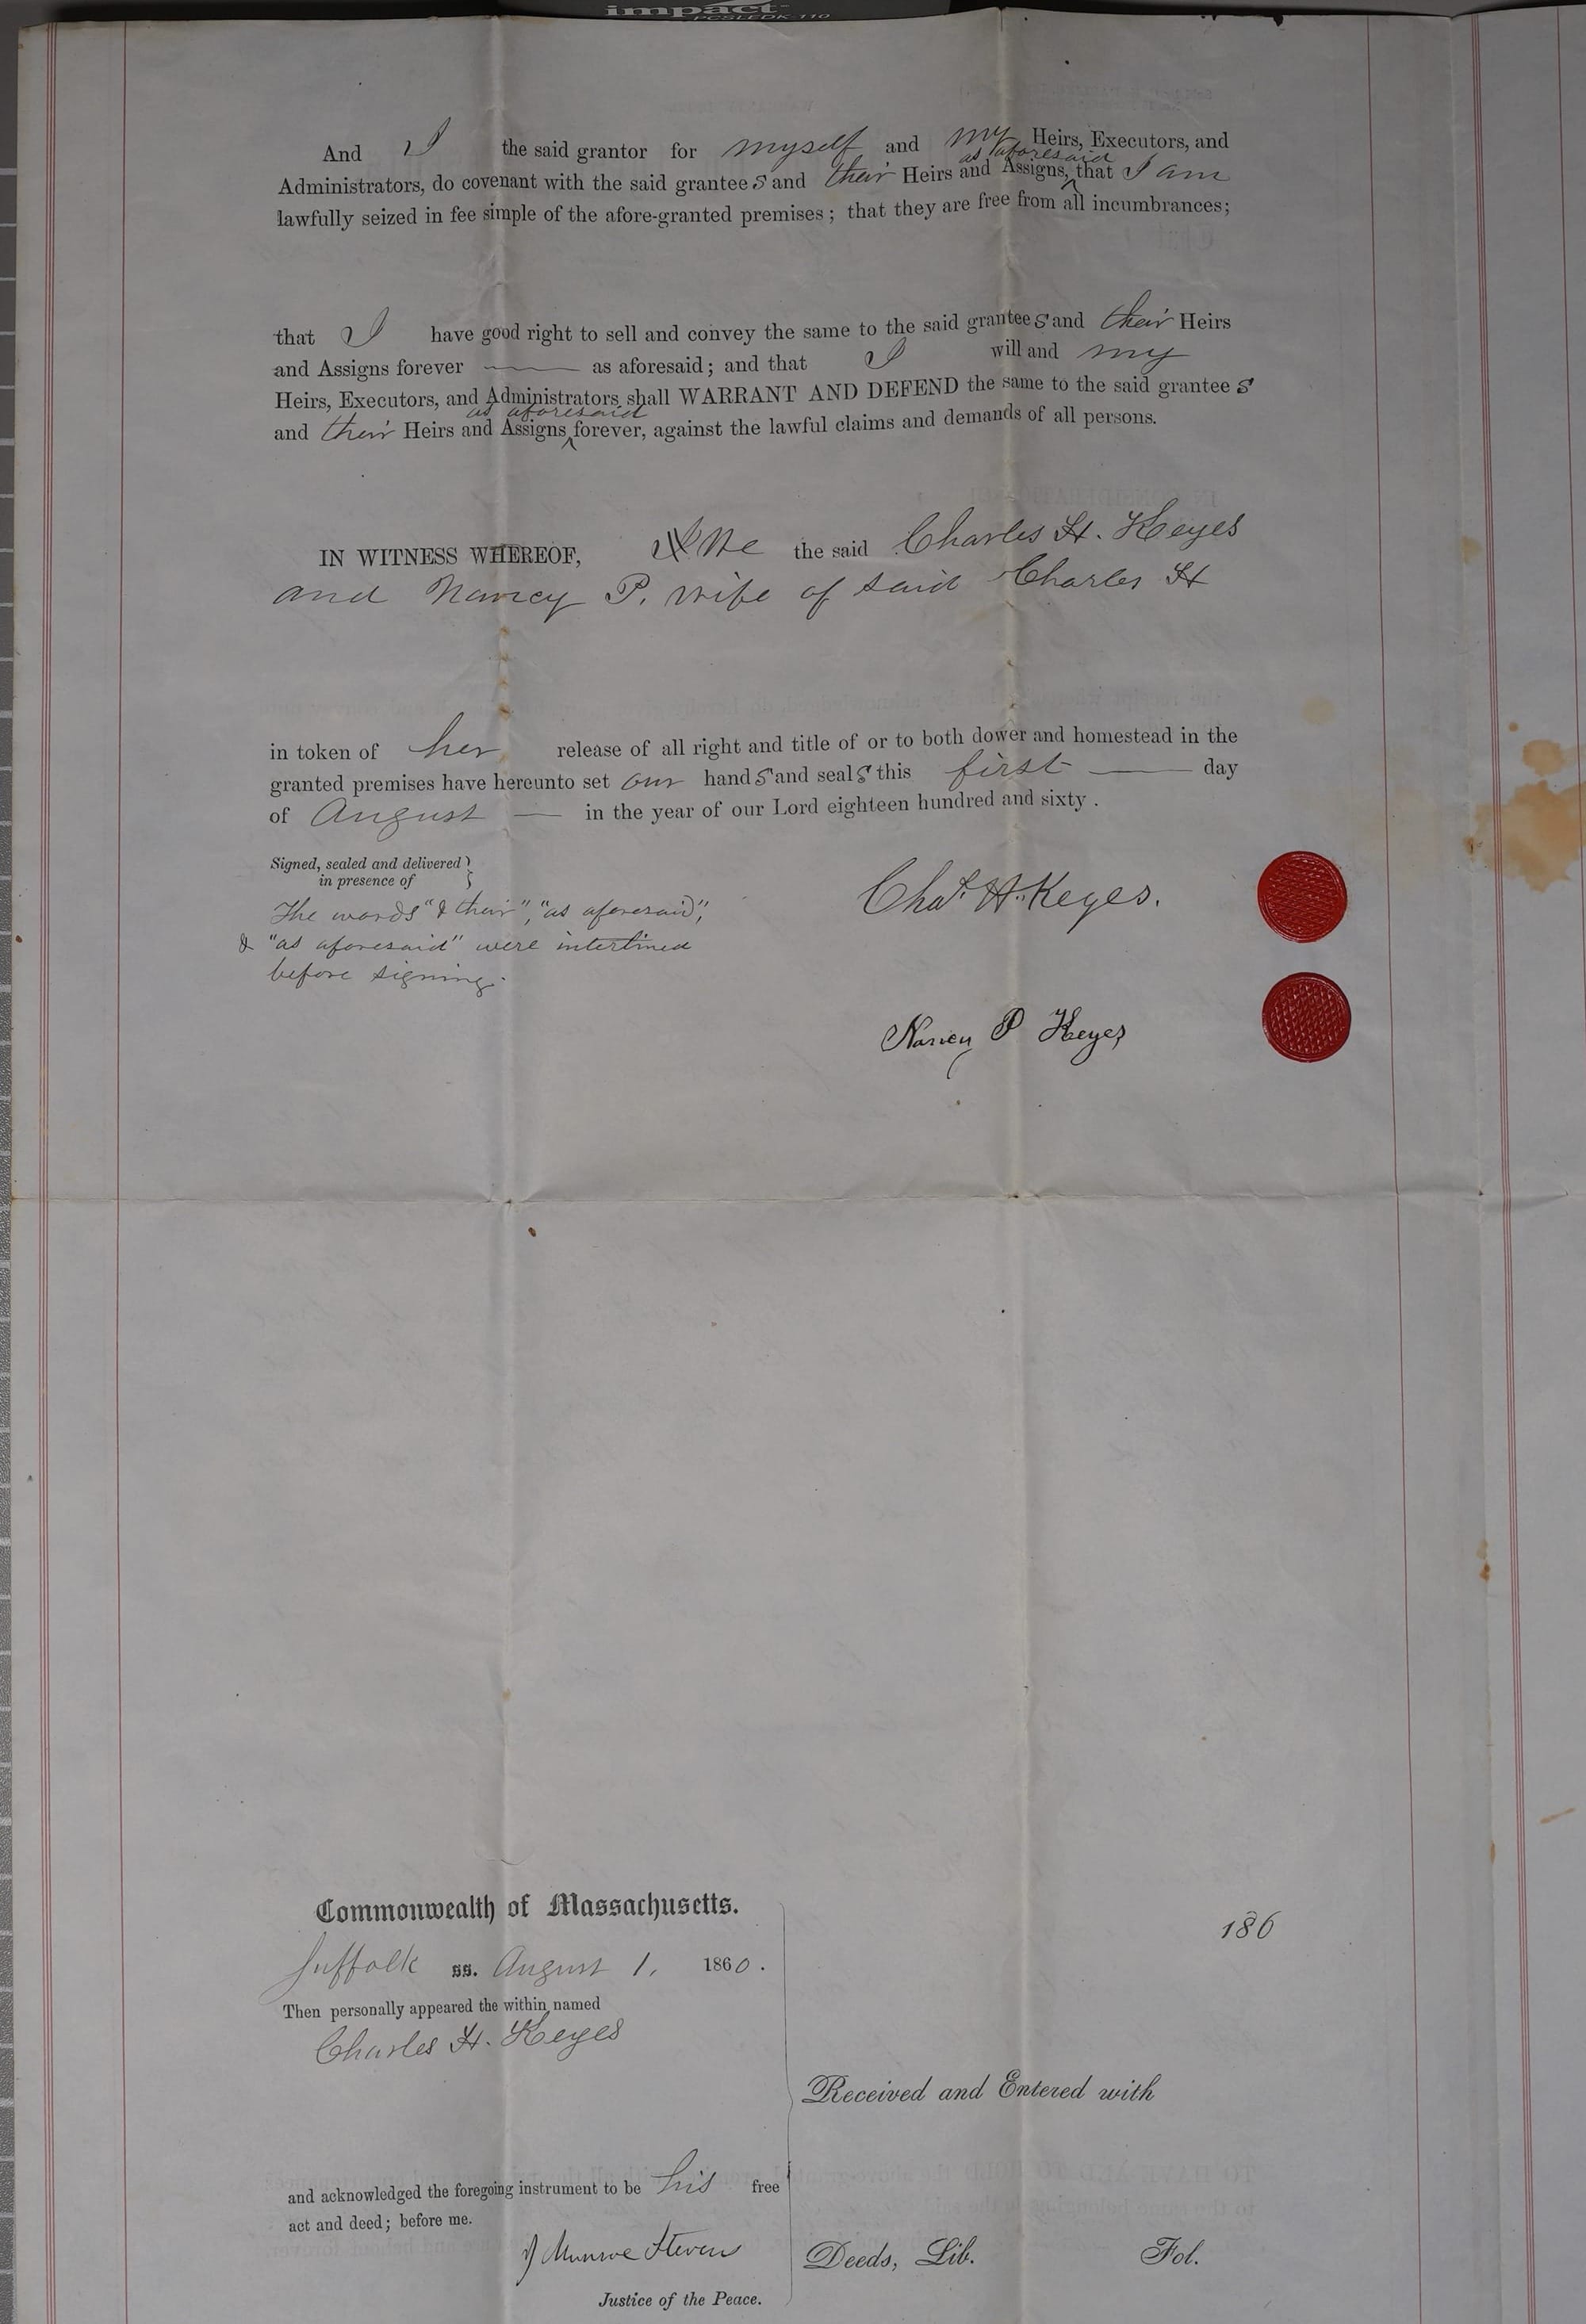 impact
PCSLEDK-110
And I the said grantor for myself and my Heirs, Executors, and
as aforesaid
Administrators, do covenant with the said grantees and their Heirs and Assigns, ^ that I am
lawfully seized in fee simple of the afore-granted premises; that they are free from all incumbrances;
that I have good right to sell and convey the same to the said grantees and their Heirs
and Assigns forever —— as aforesaid; and that I will and my
Heirs, Executors, and Administrators shall WARRANT AND DEFEND the same to the said grantees
as aforesaid
and their Heirs and Assigns ^ forever, against the lawful claims and demands of all persons.
IN WITNESS WHEREOF, We the said Charles H. Keyes
and Nancy P. wife of said Charles H
in token of her release of all right and title of or to both dower and homestead in the
granted premises have hereunto set our hands and seals this first —— day
of August — in the year of our Lord eighteen hundred and sixty .
Signed, sealed and delivered }
in presence of
The words "& their", "as aforesaid",
& "as aforesaid" were interlined
before signing.
Chas. H. Keyes.
Nancy P Keyes
Commonwealth of Massachusetts.
Suffolk ss. August 1, 1860.
Then personally appeared the within named
Charles H. Keyes
and acknowledged the foregoing instrument to be his free
act and deed; before me.
J Munroe Stevens
Justice of the Peace.
186
Received and Entered with
Deeds, Lib. Fol.